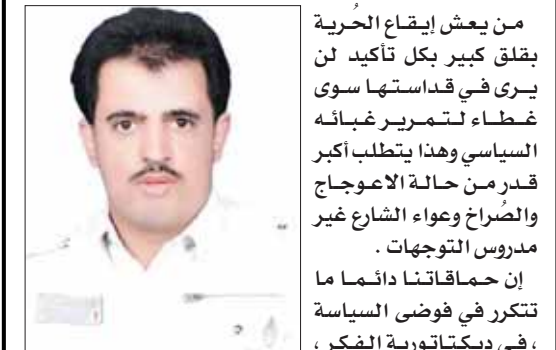 من يعش إيقاع الحُرية
بقلق كبير بكل تأكيد لن
يرى في قداستها سوى
غطاء لتمرير غبائه
السياسي وهذا يتطلب أكبر
قدر من حالة الاعوجاج
والصُراخ وعواء الشارع غير
مدروس التوجهات .
إن حماقاتنا دائما ما
تتكرر في فوضى السياسة
، في ديكتاتورية الفكر ،